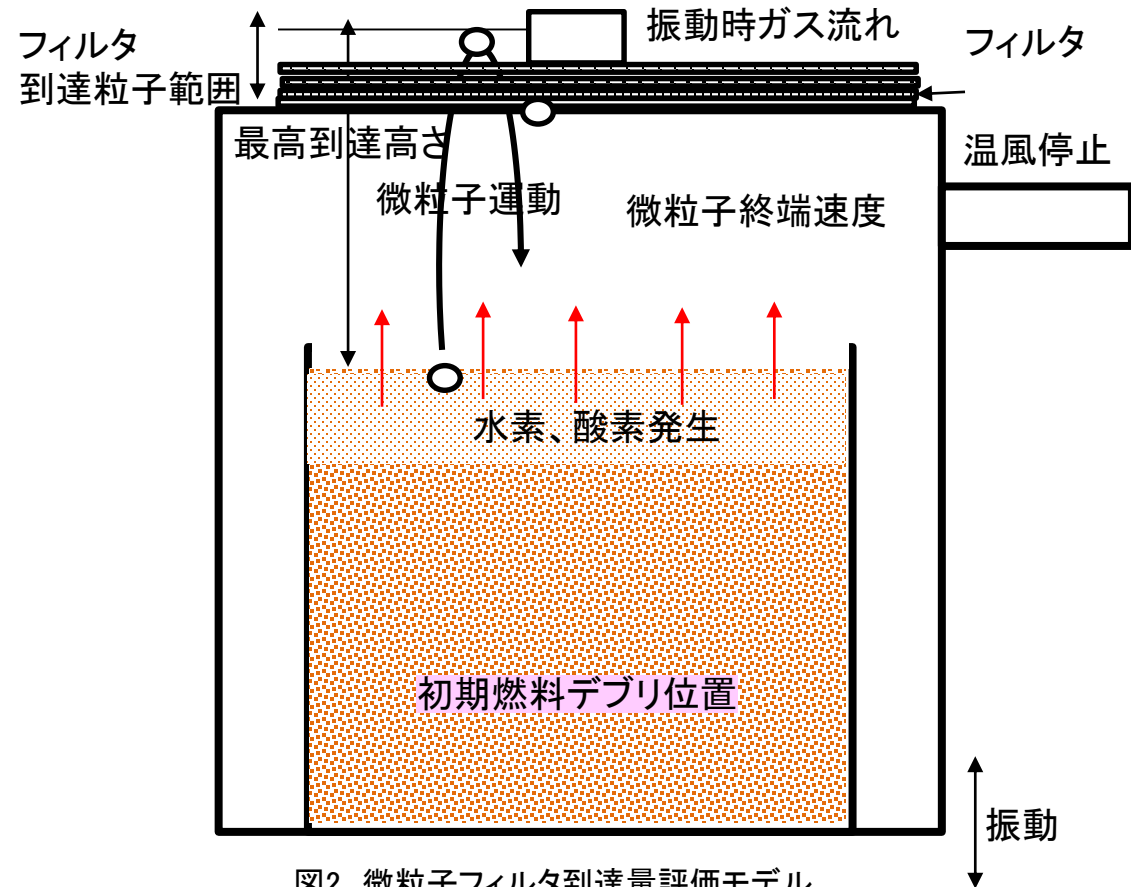 振動時ガス流れ
フィルタ
到達粒子範囲
フィルタ
最高到達高さ
温風停止
微粒子運動
微粒子終端速度
水素、酸素発生
初期燃料デブリ位置
振動
図2 微粒子フィルタ到達量評価モデル